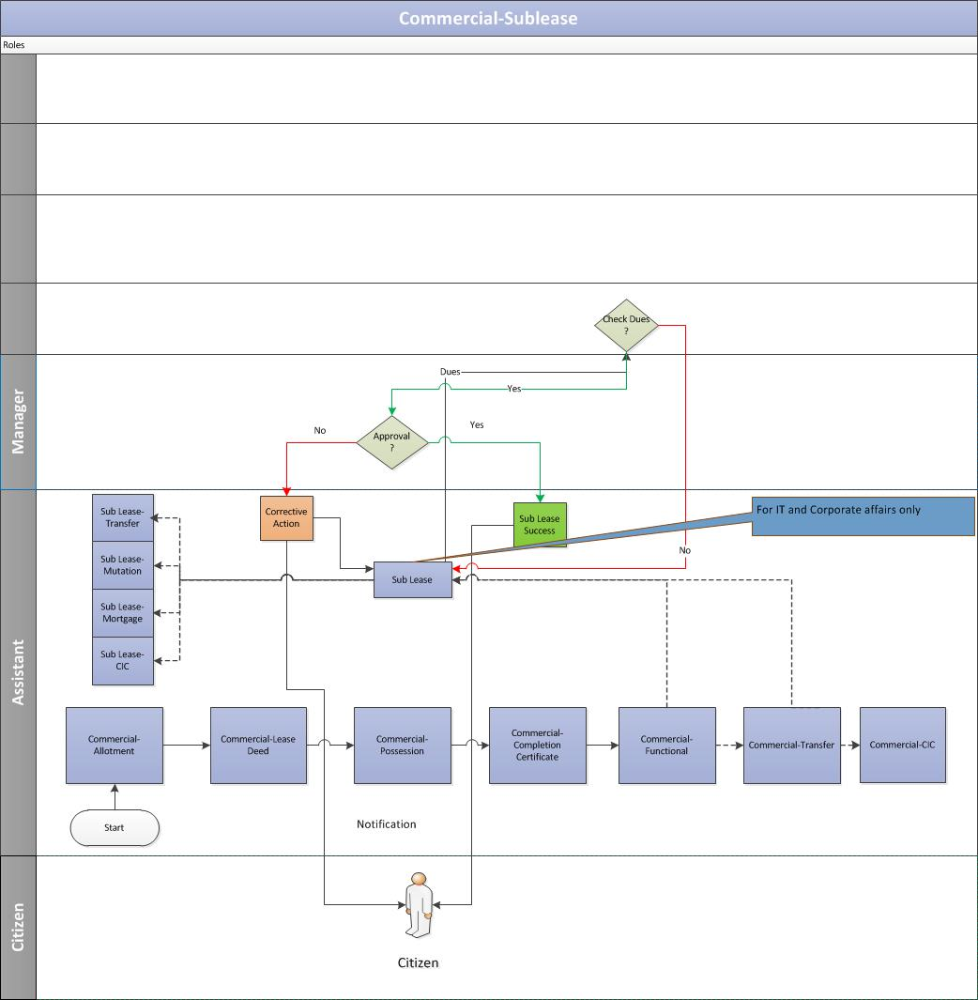 Commercial-Sublease
Roles
Check Dues
?
Manager
Dues
Yes
No
Approval
?
Yes
Assistant
Sub Lease-
Transfer
Sub Lease-
Mutation
Sub Lease-
Mortgage
Sub Lease-
CIC
Corrective
Action
Sub Lease
Success
For IT and Corporate affairs only
No
Sub Lease
Commercial-
Allotment
Commercial-Lease
Deed
Commercial-
Possession
Commercial-
Completion
Certificate
Commercial-
Functional
Commercial-Transfer
Commercial-CIC
Start
Notification
Citizen
Citizen